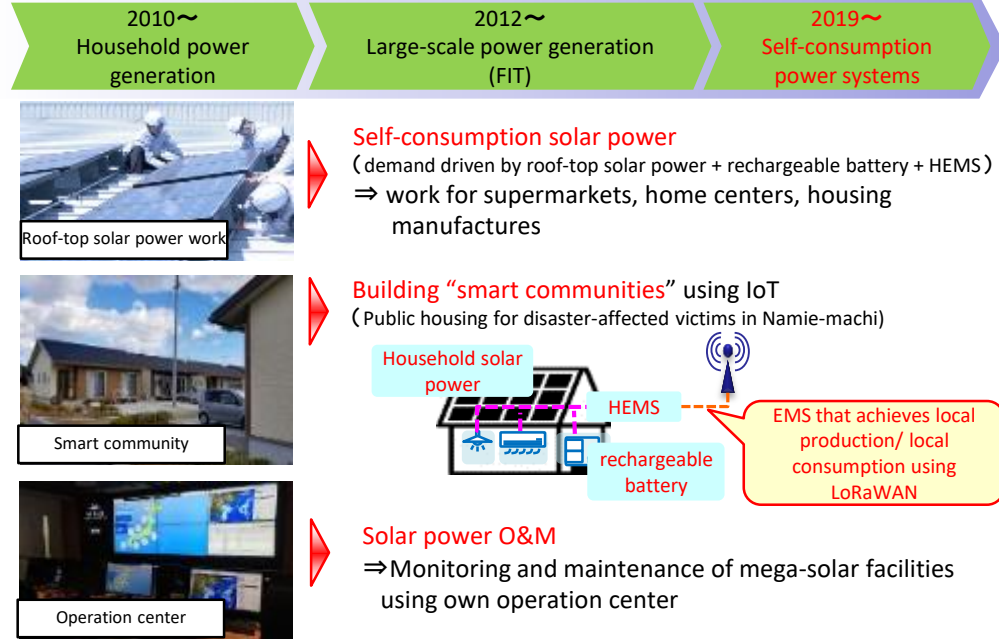 2010～
Household power
generation
2012～
Large-scale power generation
(FIT)
2019～
Self-consumption
power systems
Roof-top solar power work
Self-consumption solar power
（demand driven by roof-top solar power + rechargeable battery + HEMS）
⇒ work for supermarkets, home centers, housing
manufactures
Smart community
Building “smart communities” using IoT
（Public housing for disaster-affected victims in Namie-machi)
Household solar
power
HEMS
rechargeable
battery
EMS that achieves local
production/ local
consumption using
LoRaWAN
Operation center
Solar power O&M
⇒Monitoring and maintenance of mega-solar facilities
using own operation center